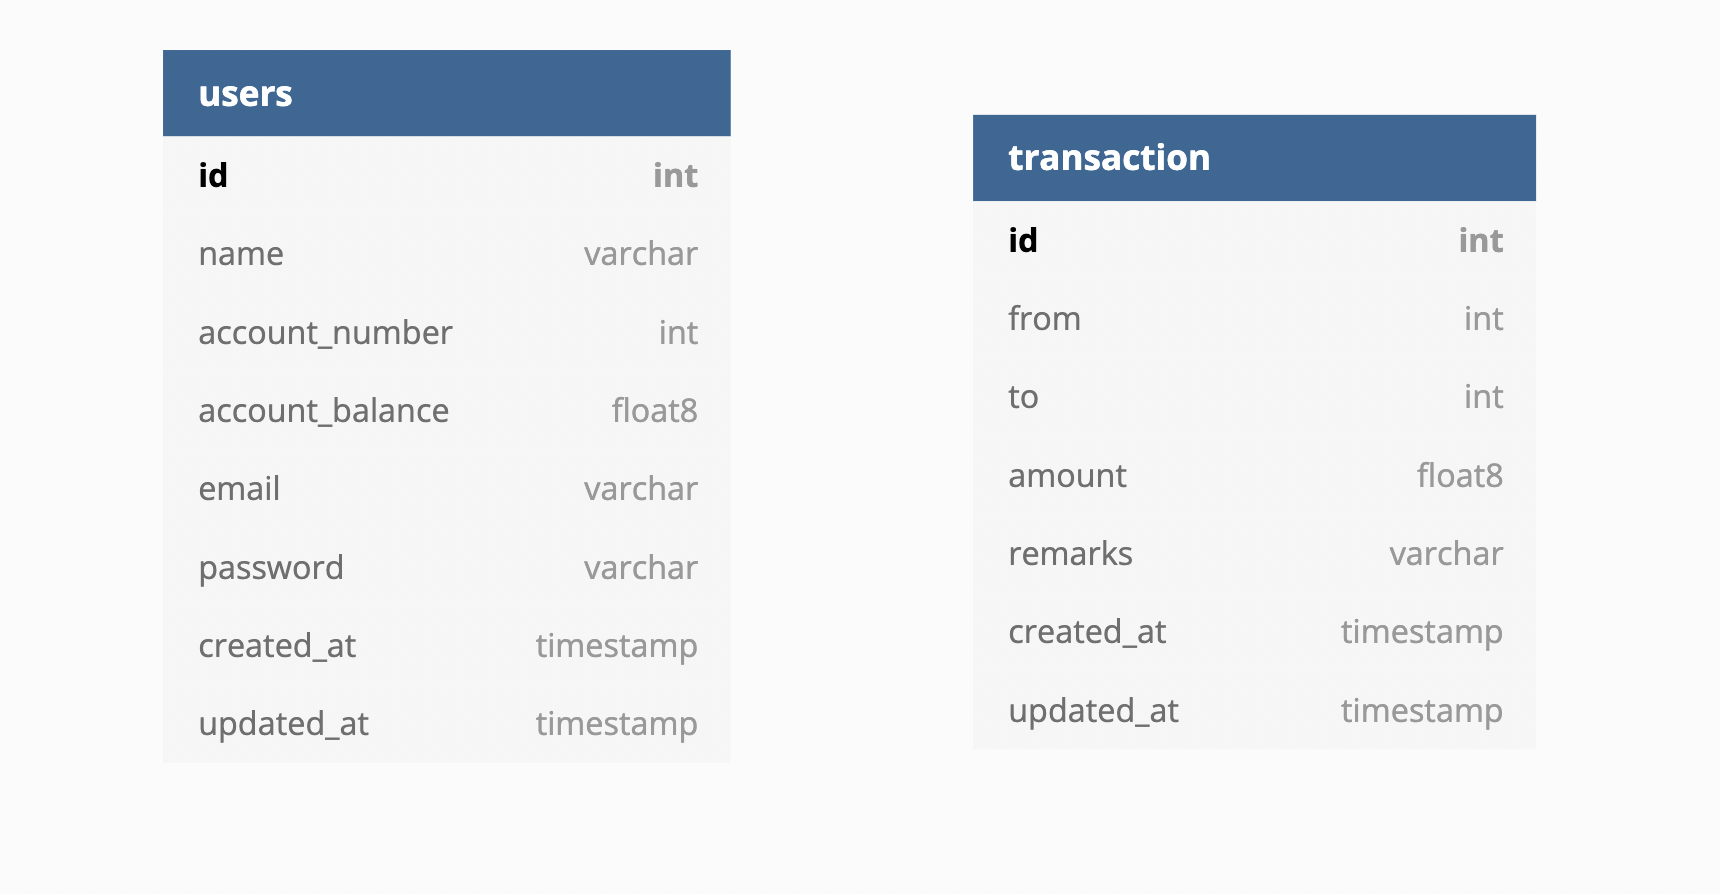 users
id int
name varchar
account_number int
account_balance float8
email varchar
password varchar
created_at timestamp
updated_at timestamp
transaction
id int
from int
to int
amount float8
remarks varchar
created_at timestamp
updated_at timestamp